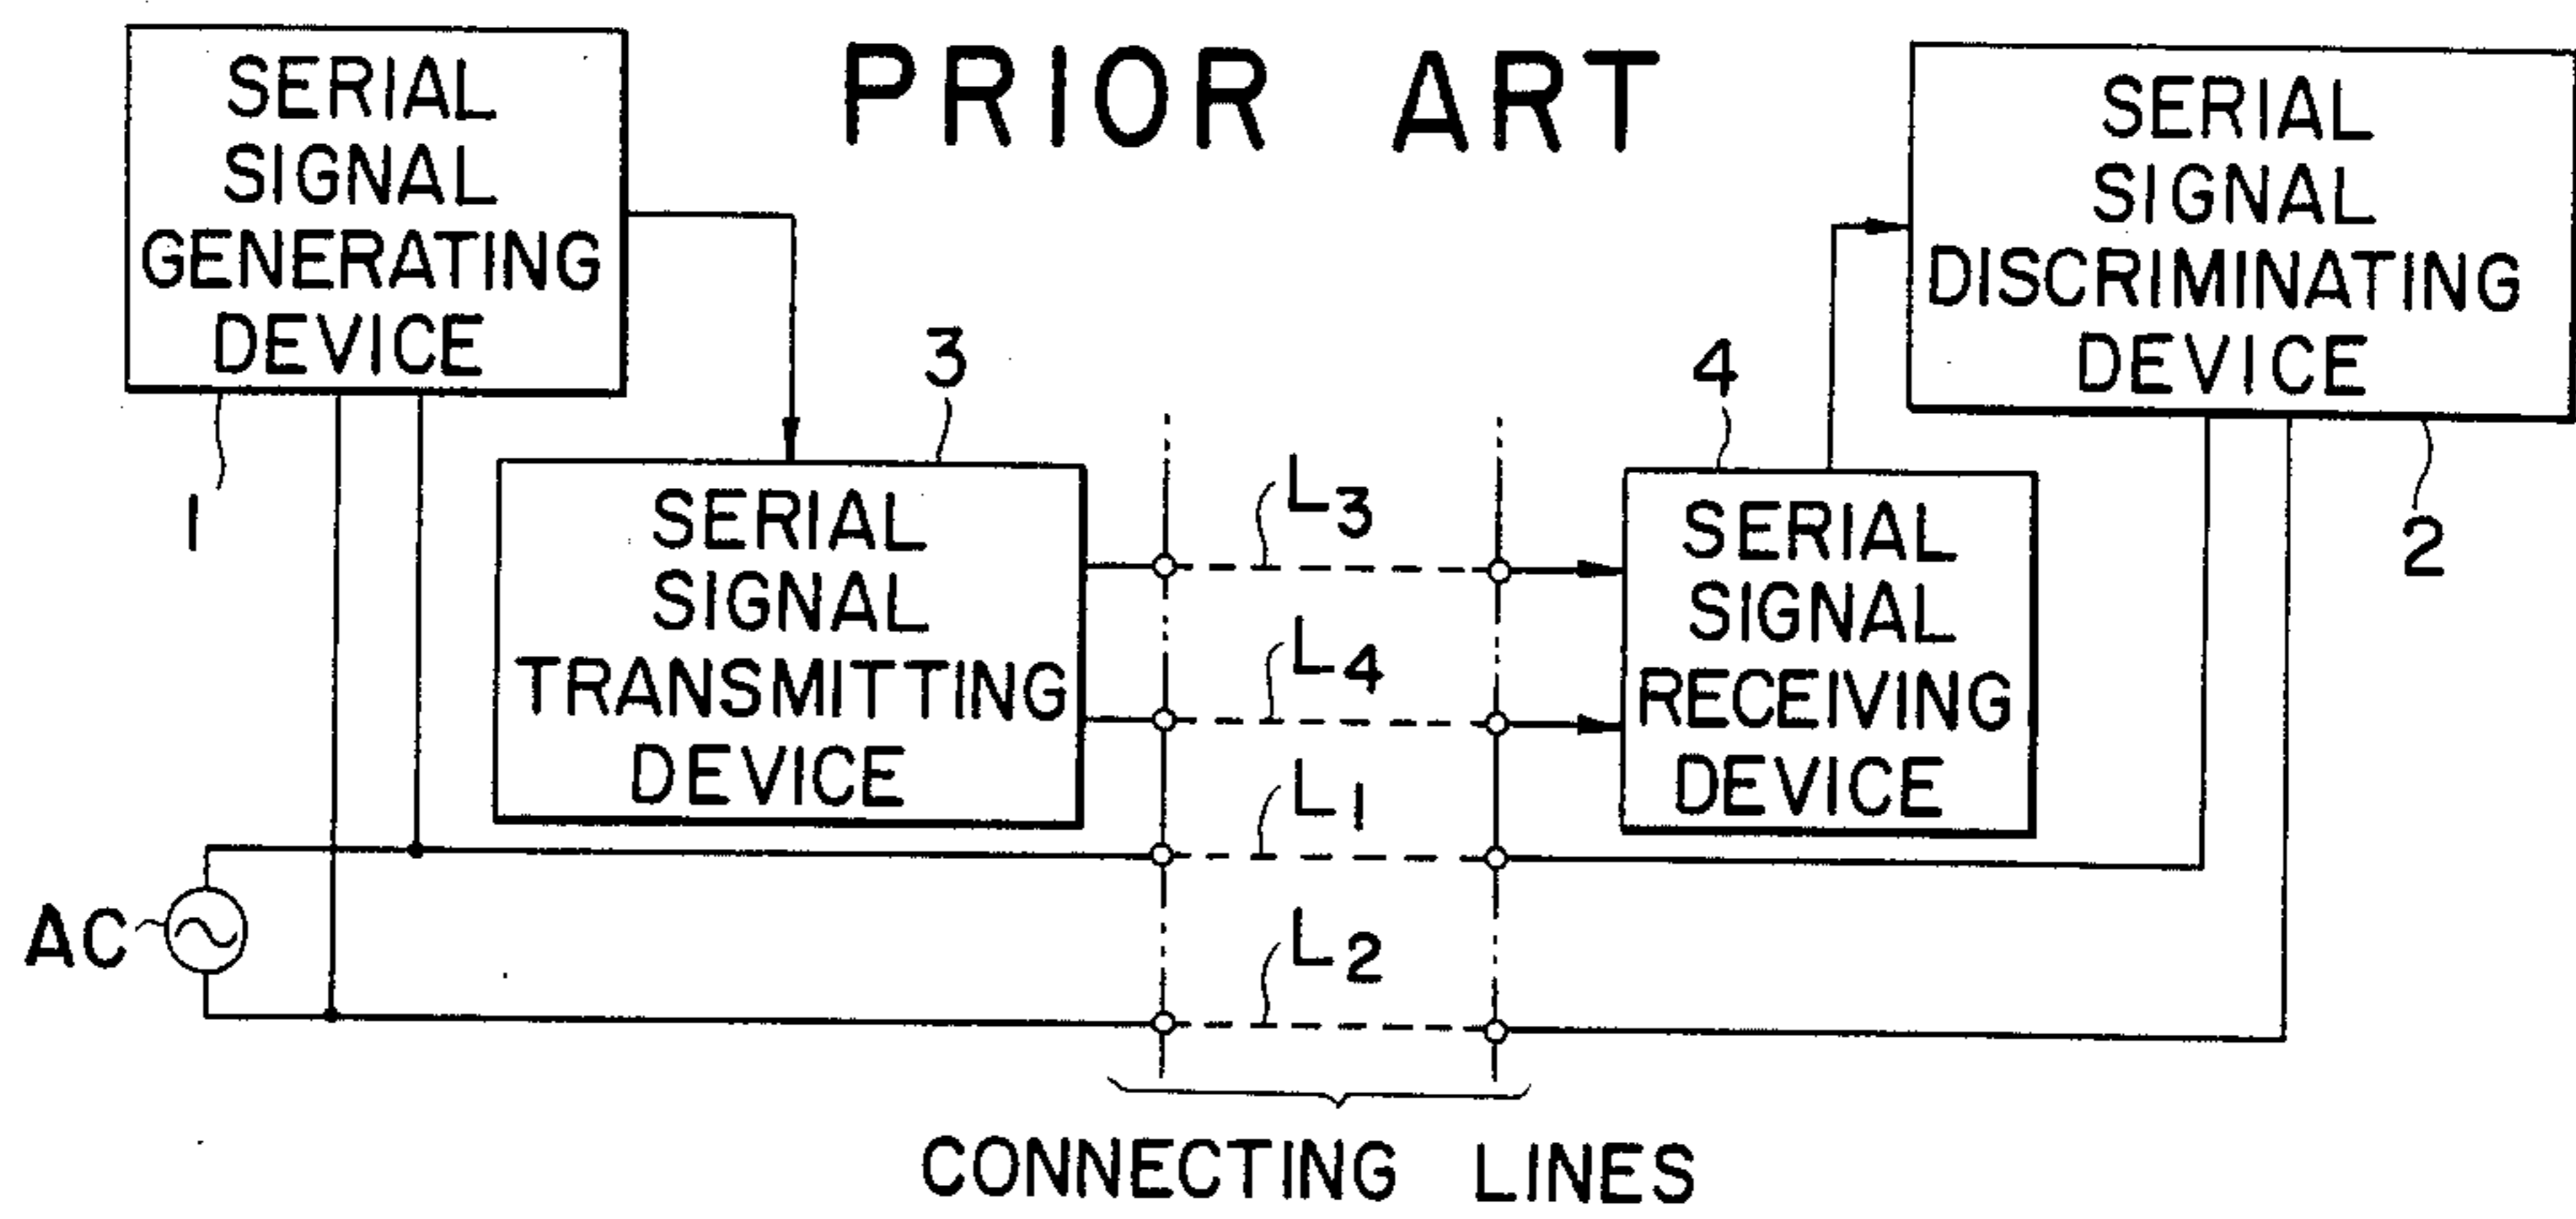 PRIOR ART
SERIAL
SIGNAL
GENERATING
DEVICE
1
SERIAL
SIGNAL
TRANSMITTING
DEVICE
3
L3
L4
L1
L2
SERIAL
SIGNAL
RECEIVING
DEVICE
4
SERIAL
SIGNAL
DISCRIMINATING
DEVICE
2
AC
CONNECTING LINES